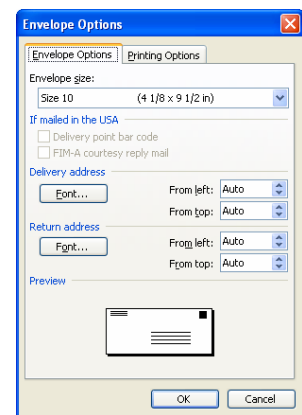 Envelope Options
Envelope Options Printing Options
Envelope size:
Size 10 (4 1/8 x 9 1/2 in)
If mailed in the USA
Delivery point bar code
FIM-A courtesy reply mail
Delivery address
Font... From left: Auto
From top: Auto
Return address
Font... From left: Auto
From top: Auto
Preview
OK Cancel